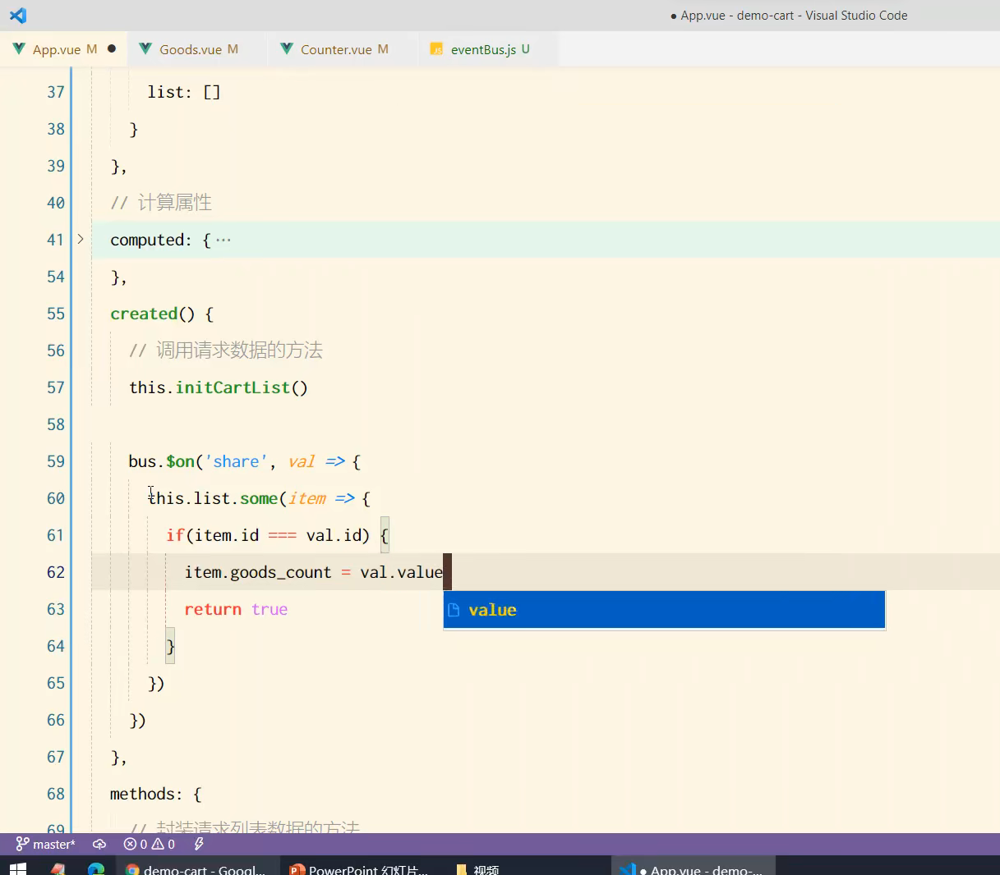 ● App.vue - demo-cart - Visual Studio Code
App.vue M ● Goods.vue M Counter.vue M JS eventBus.js U
37 list: []
38 }
39 },
40 // 计算属性
41 > computed: {···
54 },
55 created() {
56 // 调用请求数据的方法
57 this.initCartList()
58
59 bus.$on('share', val => {
60 this.list.some(item => {
61 if(item.id === val.id) {
62 item.goods_count = val.value
63 return true value
64 }
65 })
66 })
67 },
68 methods: {
69 // 封装请求列表数据的方法
master* 0 0
demo-cart - Googl... PowerPoint 幻灯片... 视频 ● App.vue - demo-...